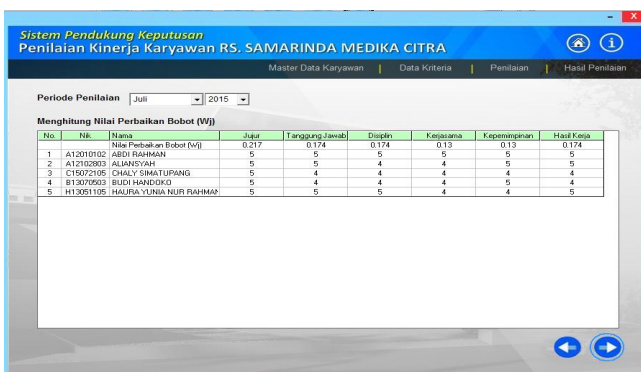 Sistem Pendukung Keputusan
Penilaian Kinerja Karyawan RS. SAMARINDA MEDIKA CITRA
Master Data Karyawan | Data Kriteria | Penilaian | Hasil Penilaian
Periode Penilaian Juli 2015
Menghitung Nilai Perbaikan Bobot (Wj)
No. Nik Nama Jujur Tanggung Jawab Disiplin Kerjasama Kepemimpinan Hasil Kerja
Nilai Perbaikan Bobot (Wj) 0.217 0.174 0.174 0.13 0.13 0.174
1 A12010102 ABDI RAHMAN 5 5 5 5 5 5
2 A12102803 ALIANSYAH 5 5 4 4 5 5
3 C15072105 CHALY SIMATUPANG 5 4 4 4 4 4
4 B13070503 BUDI HANDOKO 5 4 4 4 5 4
5 H13051105 HAURA YUNIA NUR RAHMAN 5 5 5 4 4 5